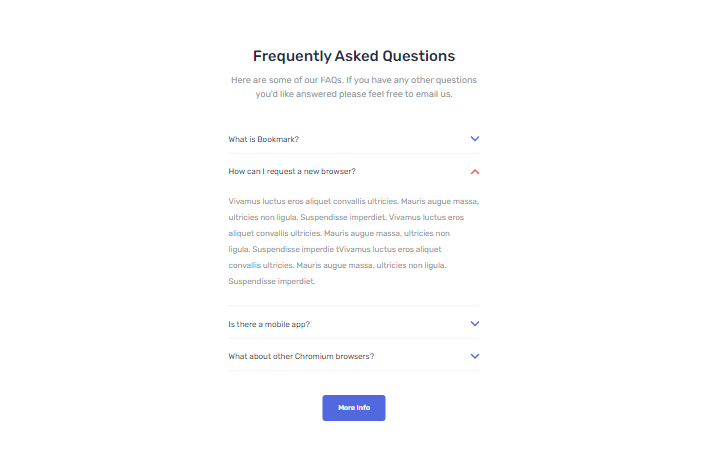 Frequently Asked Questions
Here are some of our FAQs. If you have any other questions
you'd like answered please feel free to email us.
What is Bookmark?
How can I request a new browser?
Vivamus luctus eros aliquet convallis ultricies. Mauris augue massa,
ultricies non ligula. Suspendisse imperdiet. Vivamus luctus eros
aliquet convallis ultricies. Mauris augue massa, ultricies non
ligula. Suspendisse imperdie tVivamus luctus eros aliquet
convallis ultricies. Mauris augue massa, ultricies non ligula.
Suspendisse imperdiet.
Is there a mobile app?
What about other Chromium browsers?
More Info